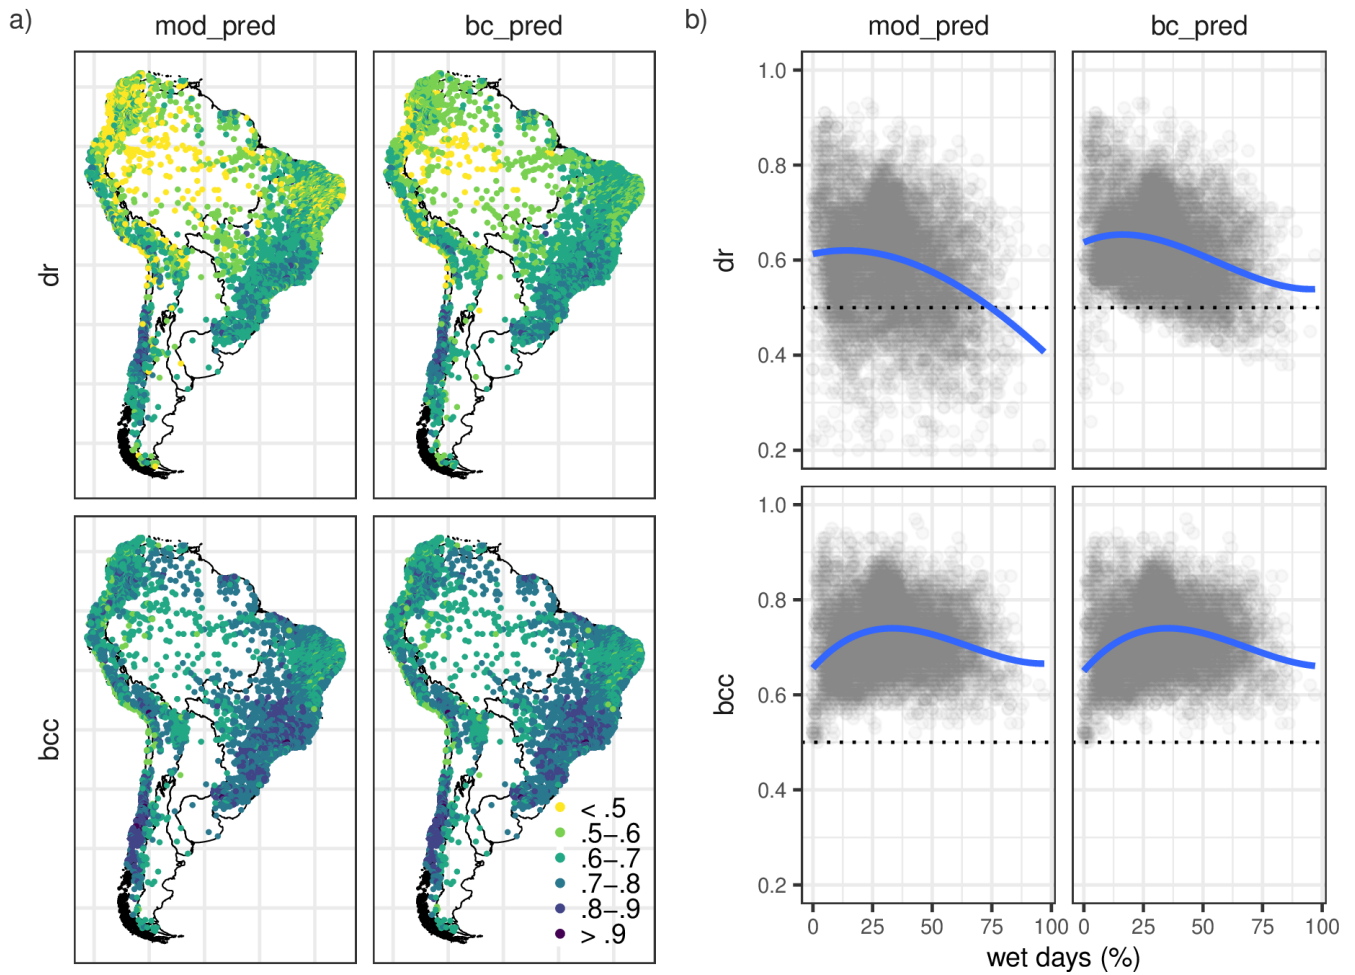 a)
mod_pred
bc_pred
dr
bcc
< .5
.5–.6
.6–.7
.7–.8
.8–.9
> .9
b)
mod_pred
bc_pred
dr
1.0
0.8
0.6
0.4
0.2
bcc
1.0
0.8
0.6
0.4
0.2
0 25 50 75 100
0 25 50 75 100
wet days (%)